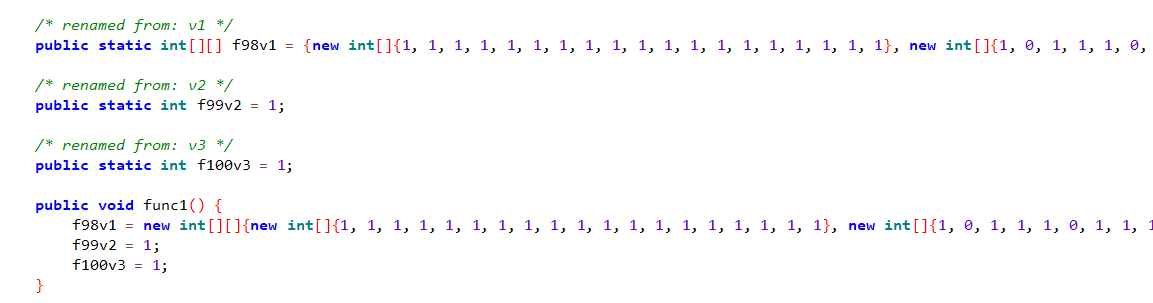 /* renamed from: v1 */
public static int[][] f98v1 = {new int[]{1, 1, 1, 1, 1, 1, 1, 1, 1, 1, 1, 1, 1, 1, 1, 1, 1, 1, 1}, new int[]{1, 0, 1, 1, 1, 0,
/* renamed from: v2 */
public static int f99v2 = 1;
/* renamed from: v3 */
public static int f100v3 = 1;
public void func1() {
f98v1 = new int[][]{new int[]{1, 1, 1, 1, 1, 1, 1, 1, 1, 1, 1, 1, 1, 1, 1, 1, 1, 1, 1}, new int[]{1, 0, 1, 1, 1, 0, 1, 1, 1
f99v2 = 1;
f100v3 = 1;
}